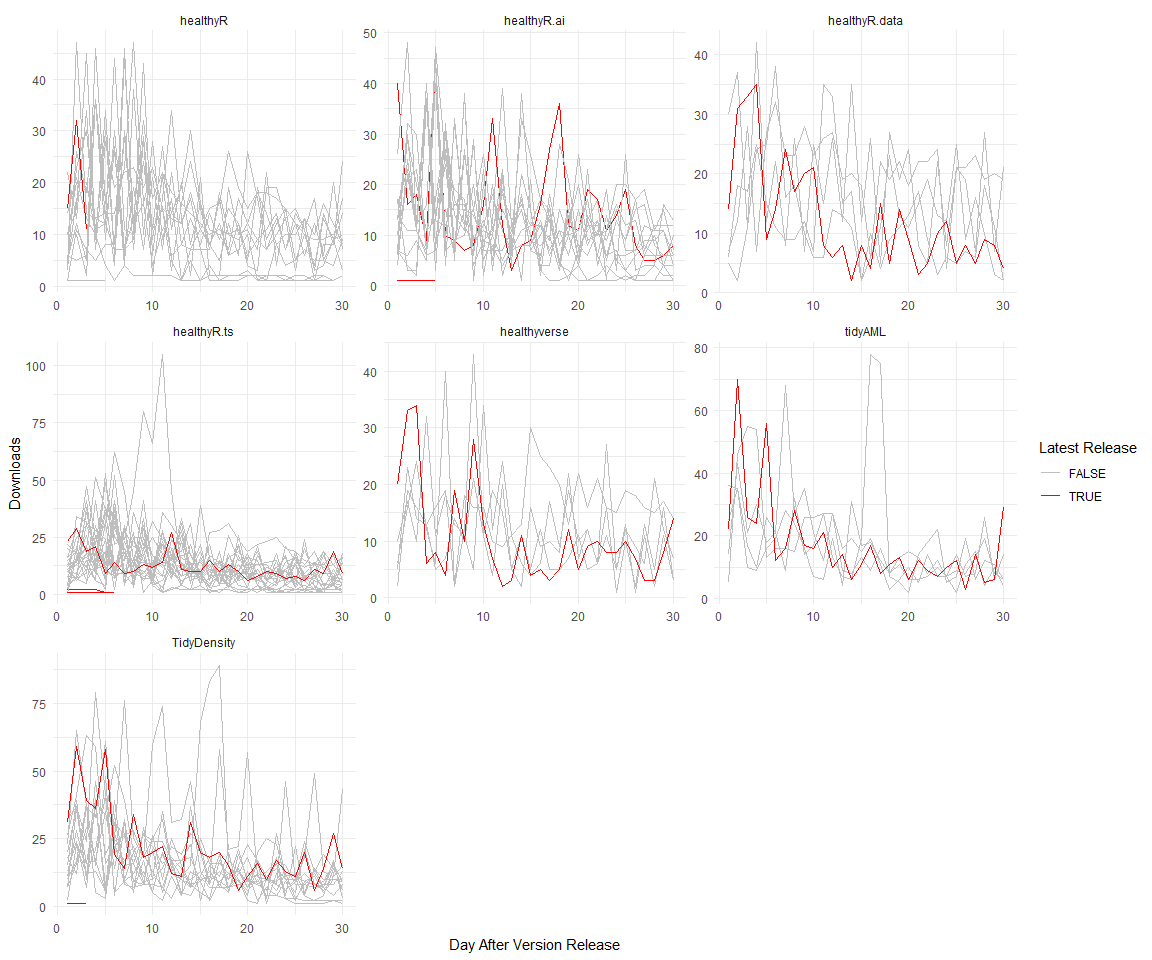 healthyR healthyR.ai healthyR.data
0 10 20 30 40
0 10 20 30 40 50
0 10 20 30 40
0 10 20 30
0 10 20 30
0 10 20 30
healthyR.ts healthyverse tidyAML
0 25 50 75 100
0 10 20 30 40
0 20 40 60 80
0 10 20 30
0 10 20 30
0 10 20 30
TidyDensity
0 25 50 75
0 10 20 30
Downloads
Day After Version Release
Latest Release
FALSE
TRUE